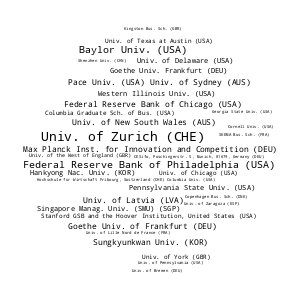 Kingston Bus. Sch. (GBR)
Univ. of Texas at Austin (USA)
Baylor Univ. (USA)
Shenzhen Univ. (CHN) Univ. of Delaware (USA)
Goethe Univ. Frankfurt (DEU)
Pace Univ. (USA) Univ. of Sydney (AUS)
Western Illinois Univ. (USA)
Federal Reserve Bank of Chicago (USA)
Columbia Graduate Sch. of Bus. (USA) Georgia State Univ. (USA)
Univ. of New South Wales (AUS)
Cornell Univ. (USA)
Univ. of Zurich (CHE) SKEMA Bus. Sch. (FRA)
Max Planck Inst. for Innovation and Competition (DEU)
Univ. of the West of England (GBR)
Federal Reserve Bank of Philadelphia (USA)
Hankyong Nac. Univ. (KOR) Univ. of Chicago (USA)
Hochschule für Wirtschaft Fribourg, Switzerland (CHE) Columbia Univ. (USA)
Pennsylvania State Univ. (USA)
Univ. of Latvia (LVA) Copenhagen Bus. Sch. (DNK)
Univ. of Zaragoza (ESP)
Singapore Manag. Univ. (SMU) (SGP)
Stanford GSB and the Hoover Institution, United States (USA)
Goethe Univ. of Frankfurt (DEU)
Univ. of Lille Nord de France (FRA)
Sungkyunkwan Univ. (KOR)
Univ. of York (GBR)
Univ. of Pennsylvania (USA)
Univ. of Bremen (DEU)